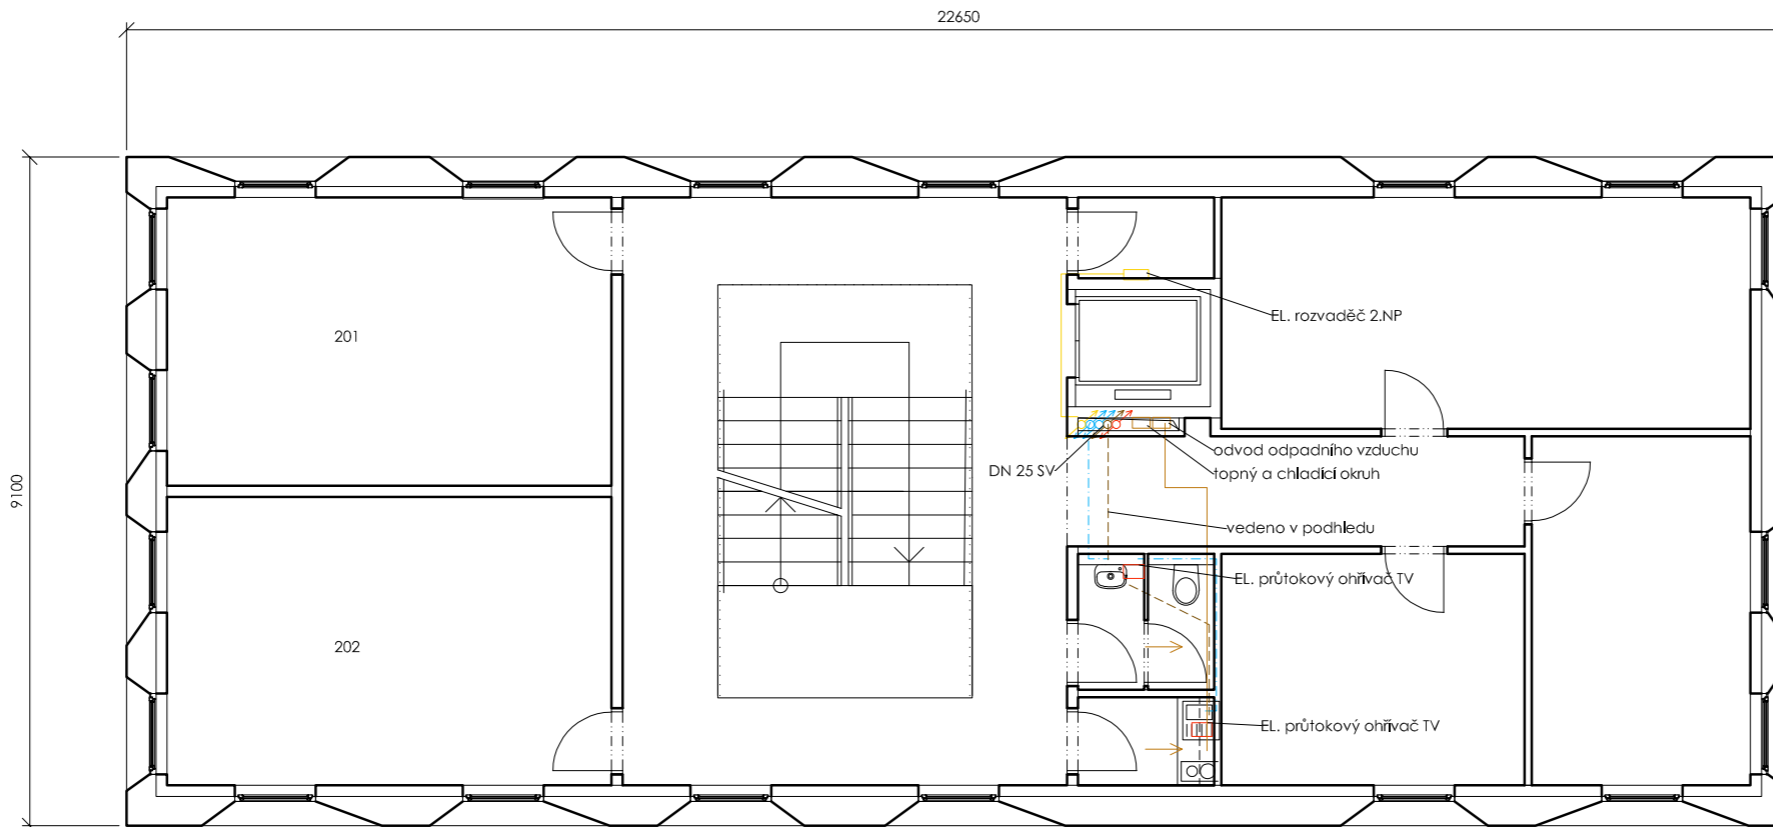 22650
9100
201
EL. rozvaděč 2.NP
odvod odpadního vzduchu
DN 25 SV
topný a chladící okruh
vedeno v podhledu
EL. průtokový ohřívač TV
202
EL. průtokový ohřívač TV